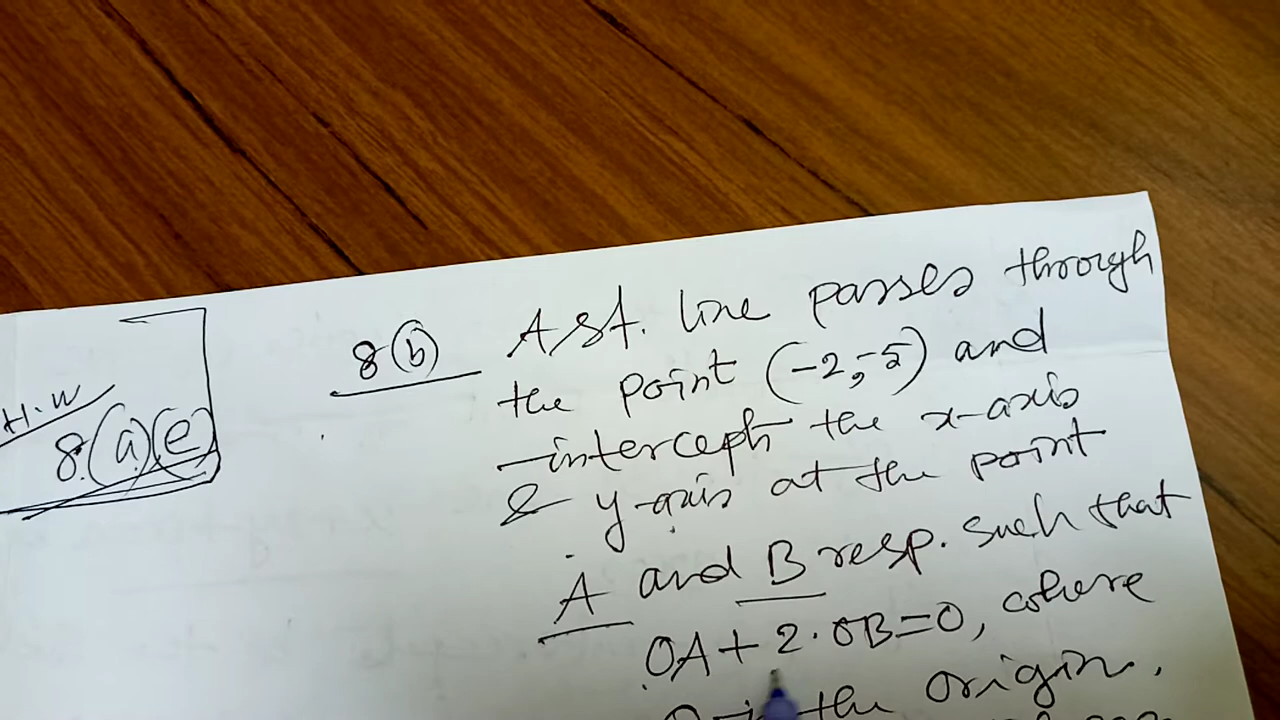 H.W
8.(a)(e)
8(b) A st. line passes through
the point (-2,-5) and
intercepts the x-axis
& y-axis at the point
A and B resp. such that
OA+2·OB=0, where
O is the origin.